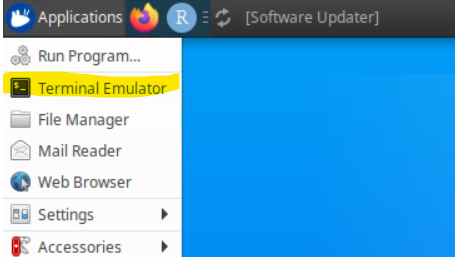 Applications R [Software Updater]
Run Program...
Terminal Emulator
File Manager
Mail Reader
Web Browser
Settings
Accessories